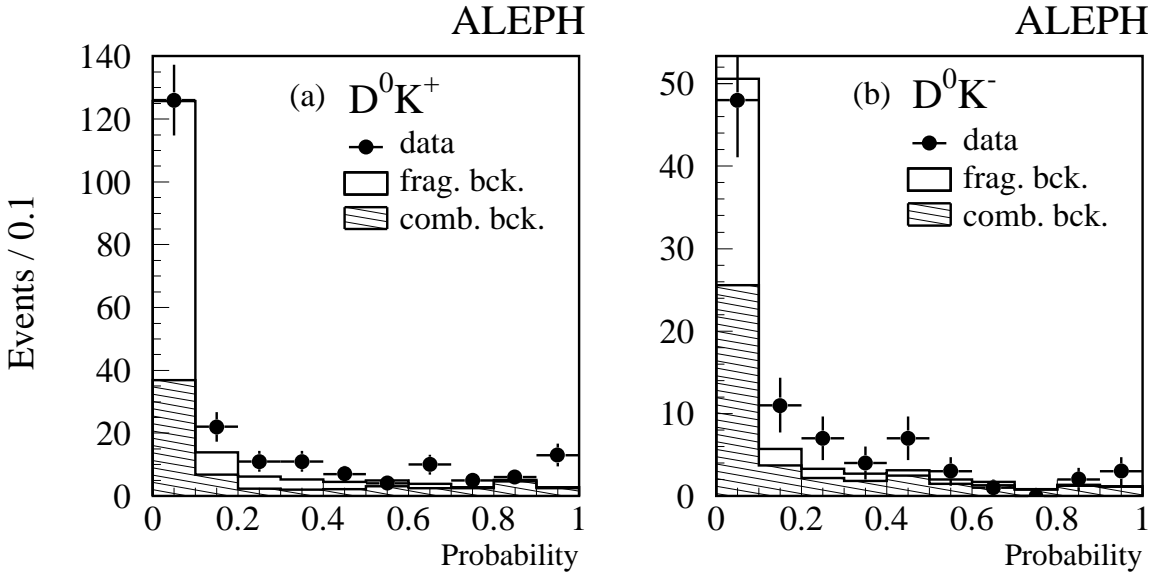 ALEPH
Events / 0.1
140
120
100
80
60
40
20
0
(a) D⁰K⁺
data
frag. bck.
comb. bck.
0 0.2 0.4 0.6 0.8 1
Probability
ALEPH
50
40
30
20
10
0
(b) D⁰K⁻
data
frag. bck.
comb. bck.
0 0.2 0.4 0.6 0.8 1
Probability